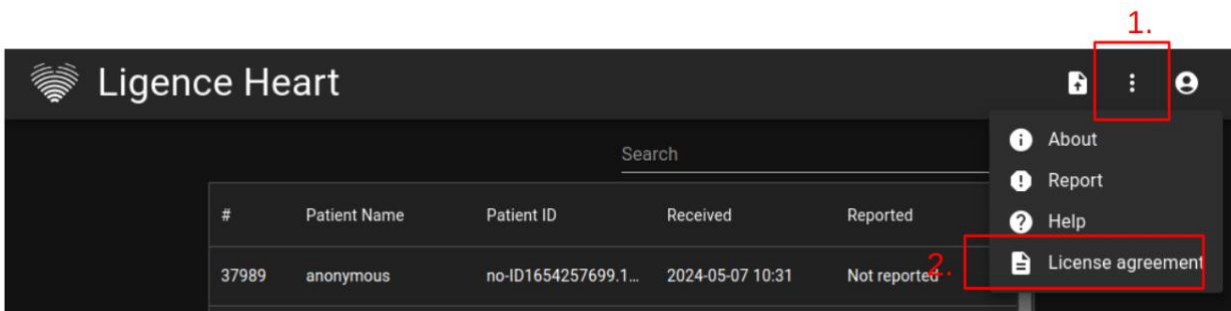 1.
Ligence Heart
About
Search
Report
# Patient Name Patient ID Received Reported
Help
2.
License agreement
37989 anonymous no-ID1654257699.1... 2024-05-07 10:31 Not reported